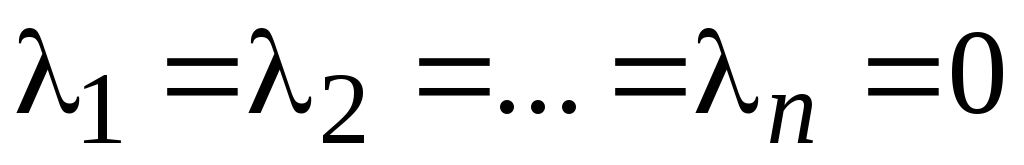 λ₁ = λ₂ = ... = λₙ = 0